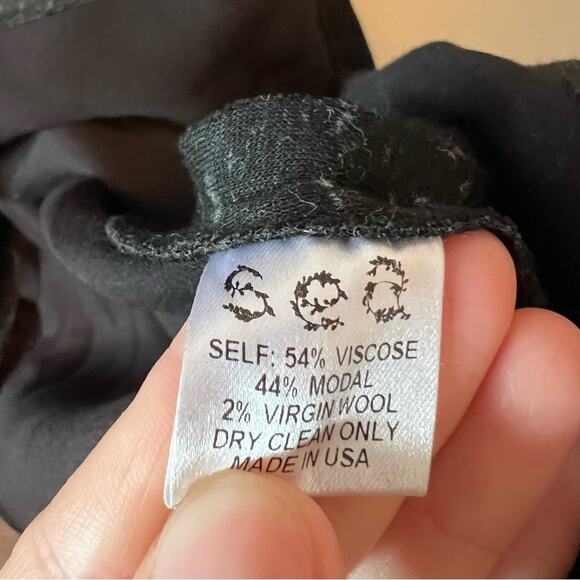 Sea
SELF: 54% VISCOSE
44% MODAL
2% VIRGIN WOOL
DRY CLEAN ONLY
MADE IN USA